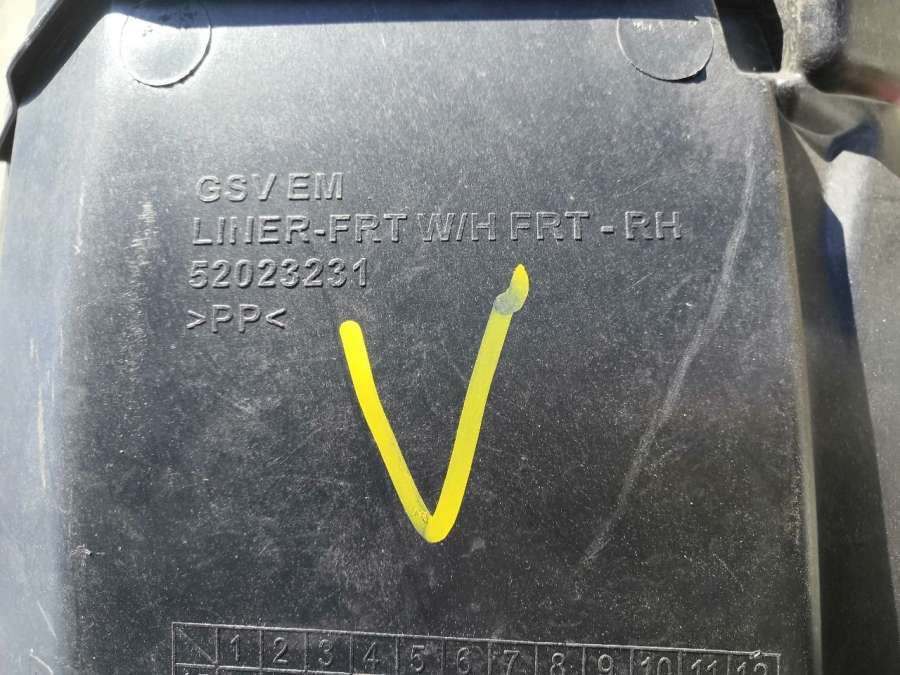 GSV EM
LINER-FRT W/H FRT - RH
52023231
>PP<
V
1 2 3 4 5 6 7 8 9 10 11 12